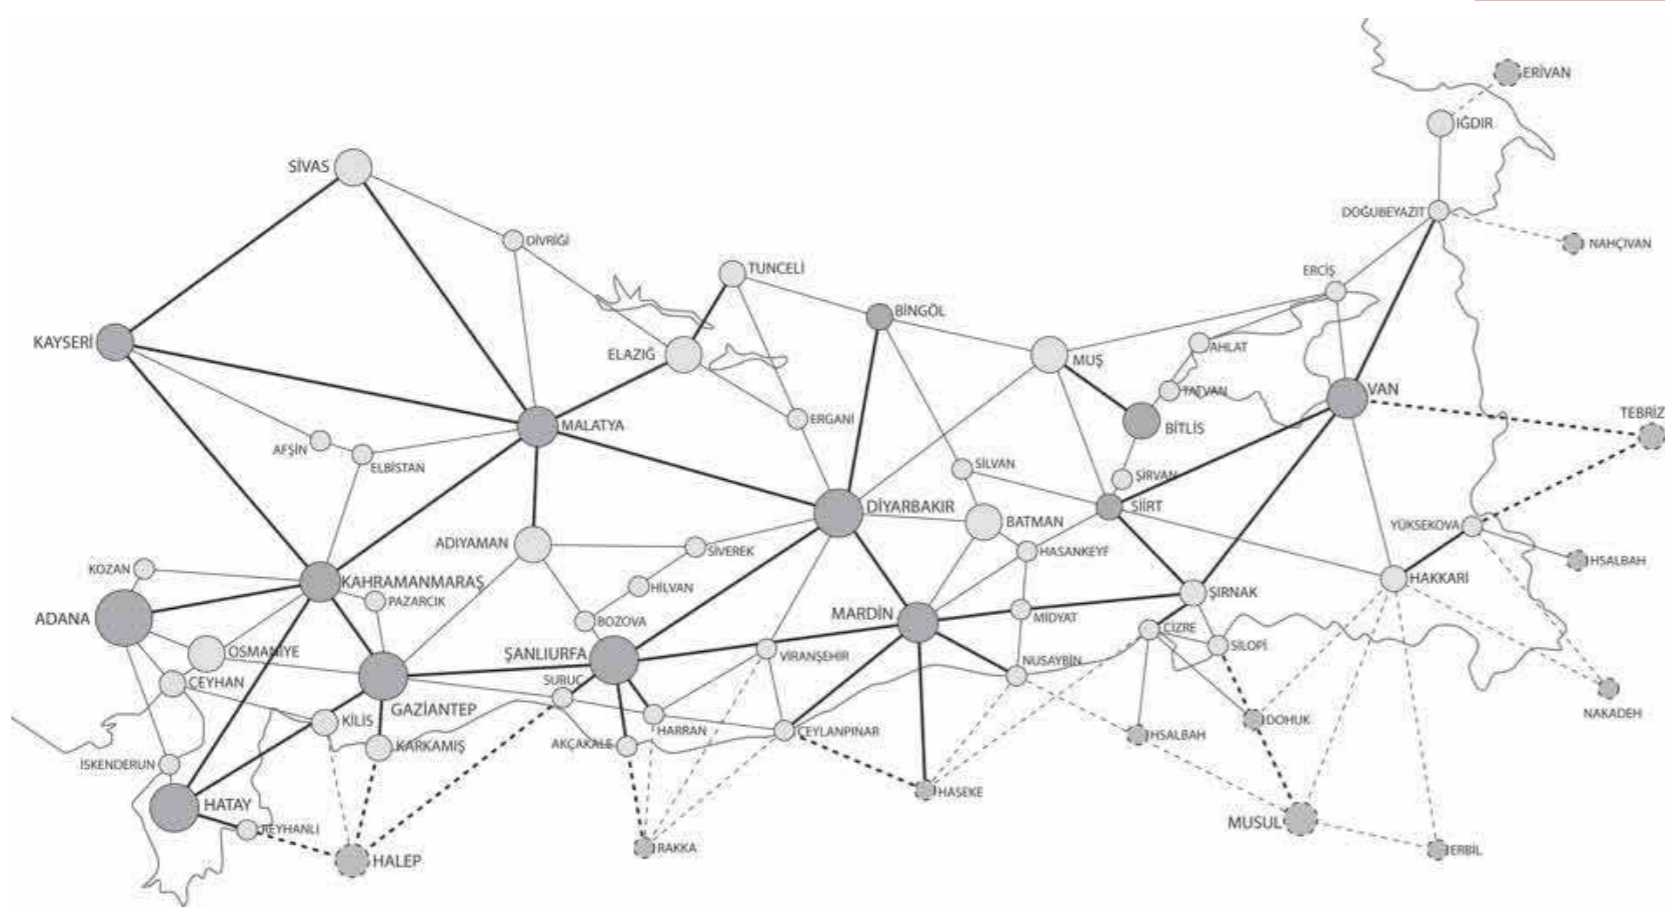 ERİVAN
IĞDIR
SİVAS
DOĞUBEYAZIT
DİVRİĞİ
NAHÇIVAN
TUNCELİ
ERCİŞ
BİNGÖL
KAYSERİ
ELAZIĞ
MUŞ
AHLAT
TATVAN
VAN
TEBRİZ
ERGANİ
MALATYA
BİTLİS
AFŞİN
ELBİSTAN
SİLVAN
ŞİRVAN
DİYARBAKIR
SİİRT
BATMAN
YÜKSEKOVA
ADIYAMAN
SİVEREK
HASANKEYF
HSALBAH
KOZAN
KAHRAMANMARAŞ
HİLVAN
HAKKARİ
PAZARCIK
ŞIRNAK
ADANA
BOZOVA
MARDİN
MİDYAT
CİZRE
SİLOPİ
OSMANİYE
ŞANLIURFA
VİRANŞEHİR
NUSAYBİN
CEYHAN
SURUÇ
GAZİANTEP
NAKADEH
KİLİS
HARRAN
CEYLANPINAR
DOHUK
HSALBAH
KARKAMIŞ
AKÇAKALE
İSKENDERUN
HASEKE
HATAY
REYHANLI
MUSUL
HALEP
RAKKA
ERBİL